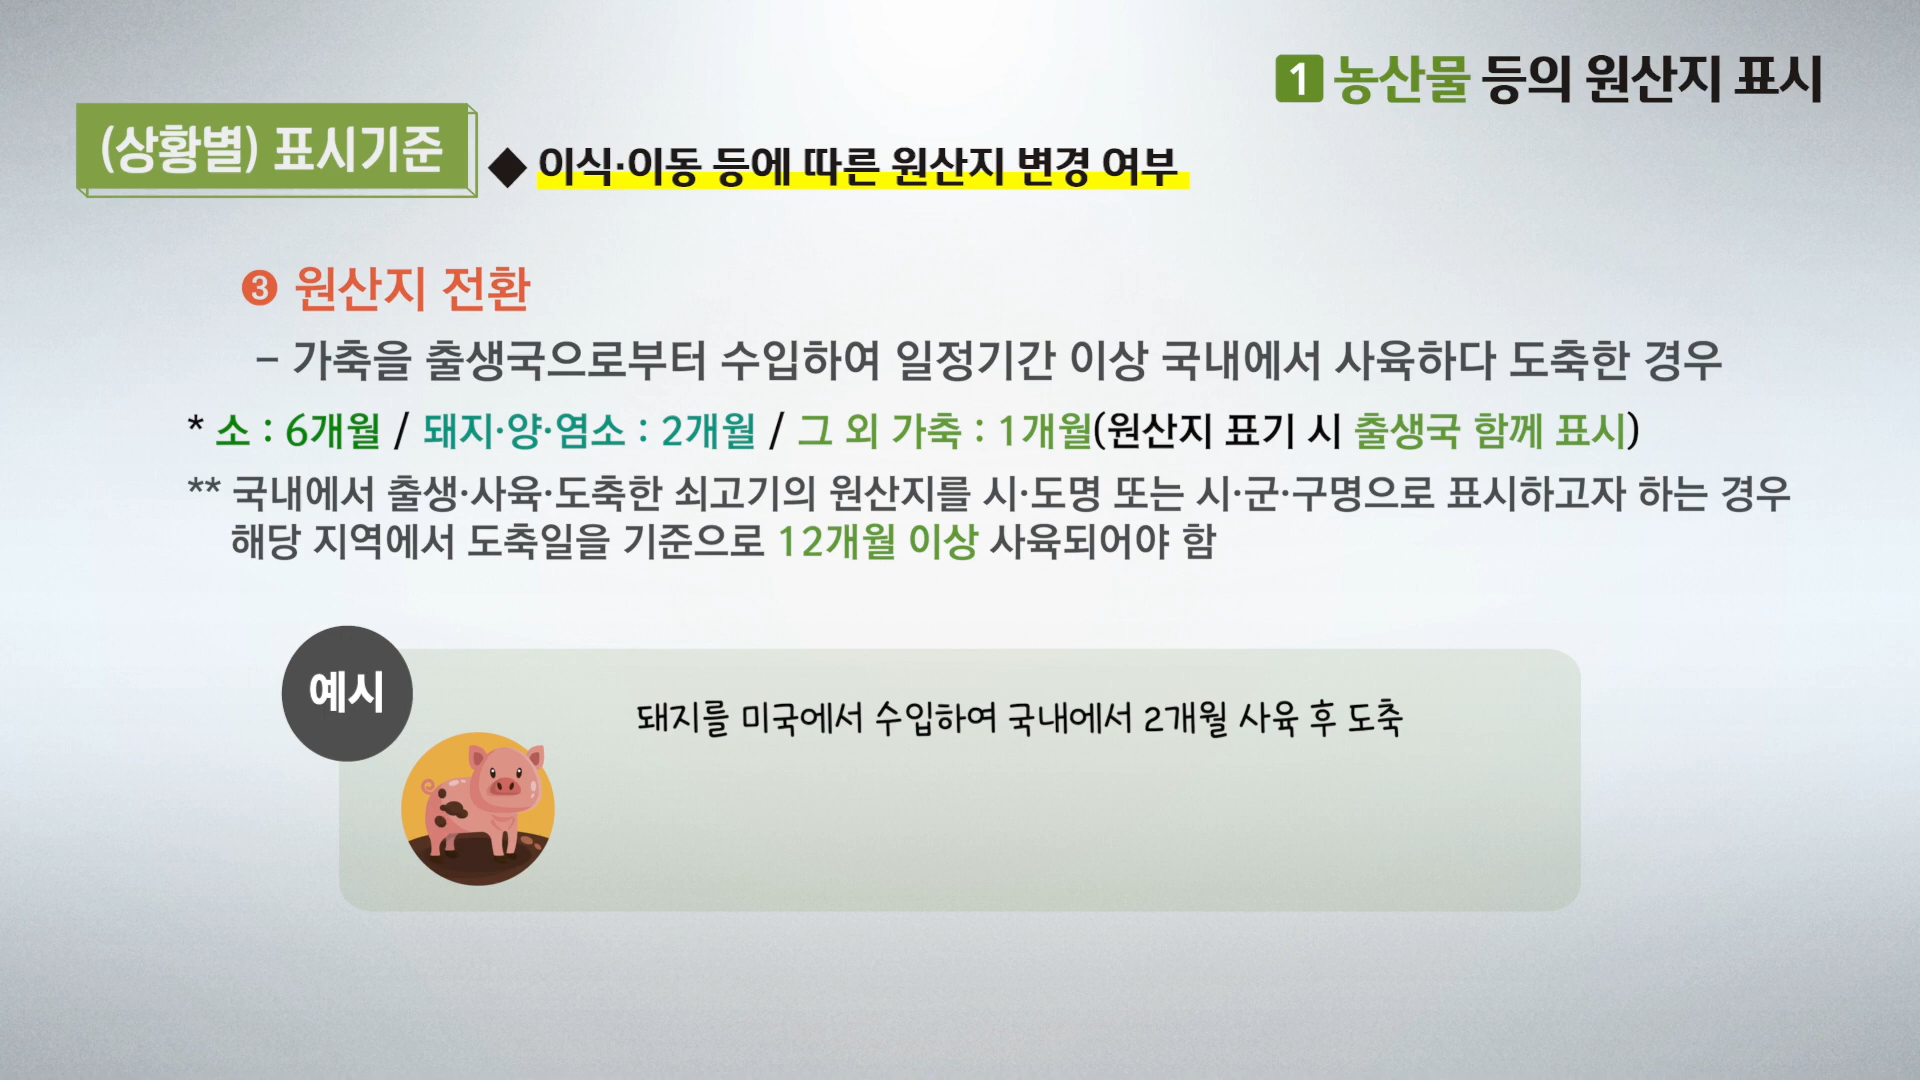 1 농산물 등의 원산지 표시
(상황별) 표시기준
◆ 이식·이동 등에 따른 원산지 변경 여부
❸ 원산지 전환
- 가축을 출생국으로부터 수입하여 일정기간 이상 국내에서 사육하다 도축한 경우
* 소 : 6개월 / 돼지·양·염소 : 2개월 / 그 외 가축 : 1개월(원산지 표기 시 출생국 함께 표시)
** 국내에서 출생·사육·도축한 쇠고기의 원산지를 시·도명 또는 시·군·구명으로 표시하고자 하는 경우
해당 지역에서 도축일을 기준으로 12개월 이상 사육되어야 함
예시
돼지를 미국에서 수입하여 국내에서 2개월 사육 후 도축